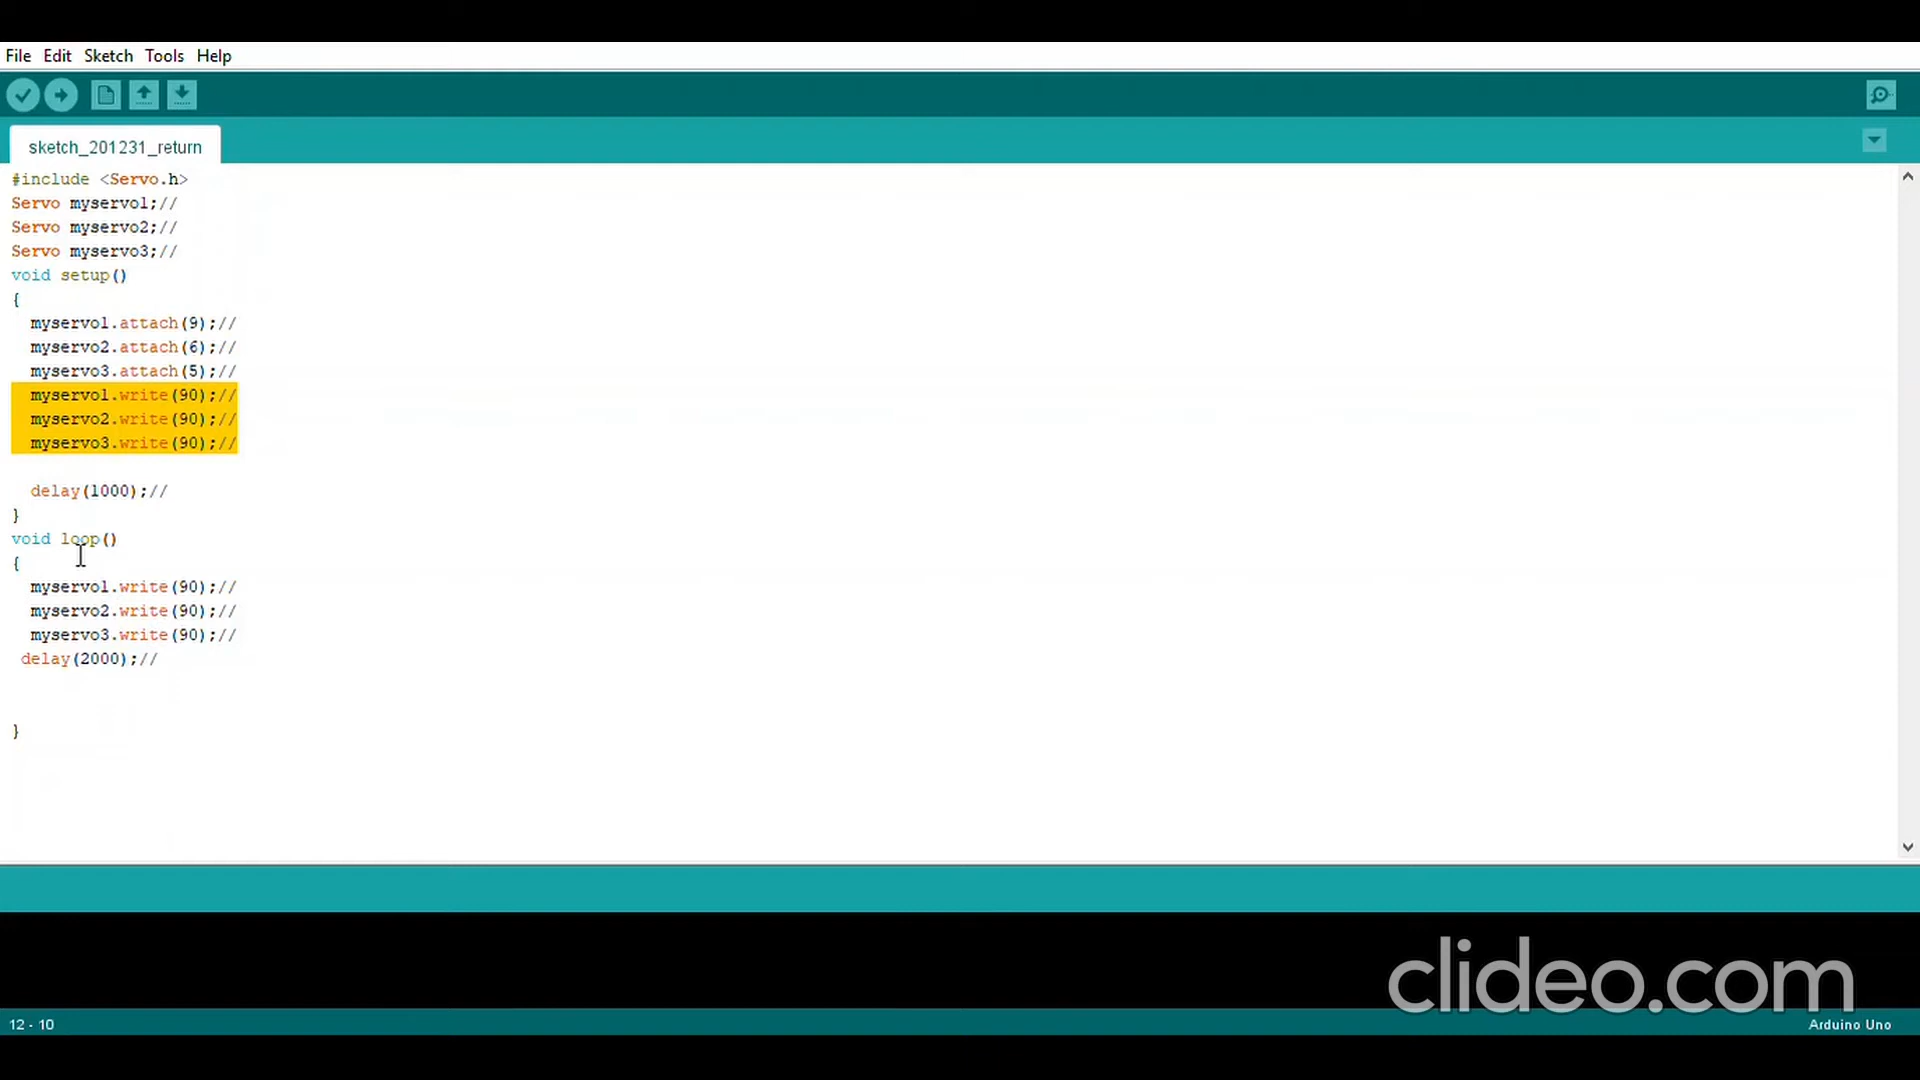 File Edit Sketch Tools Help
sketch_201231_return
#include <Servo.h>
Servo myservo1;//
Servo myservo2;//
Servo myservo3;//
void setup()
{
myservo1.attach(9);//
myservo2.attach(6);//
myservo3.attach(5);//
myservo1.write(90);//
myservo2.write(90);//
myservo3.write(90);//
delay(1000);//
}
void loop()
{
myservo1.write(90);//
myservo2.write(90);//
myservo3.write(90);//
delay(2000);//
}
clideo.com
12 - 10
Arduino Uno